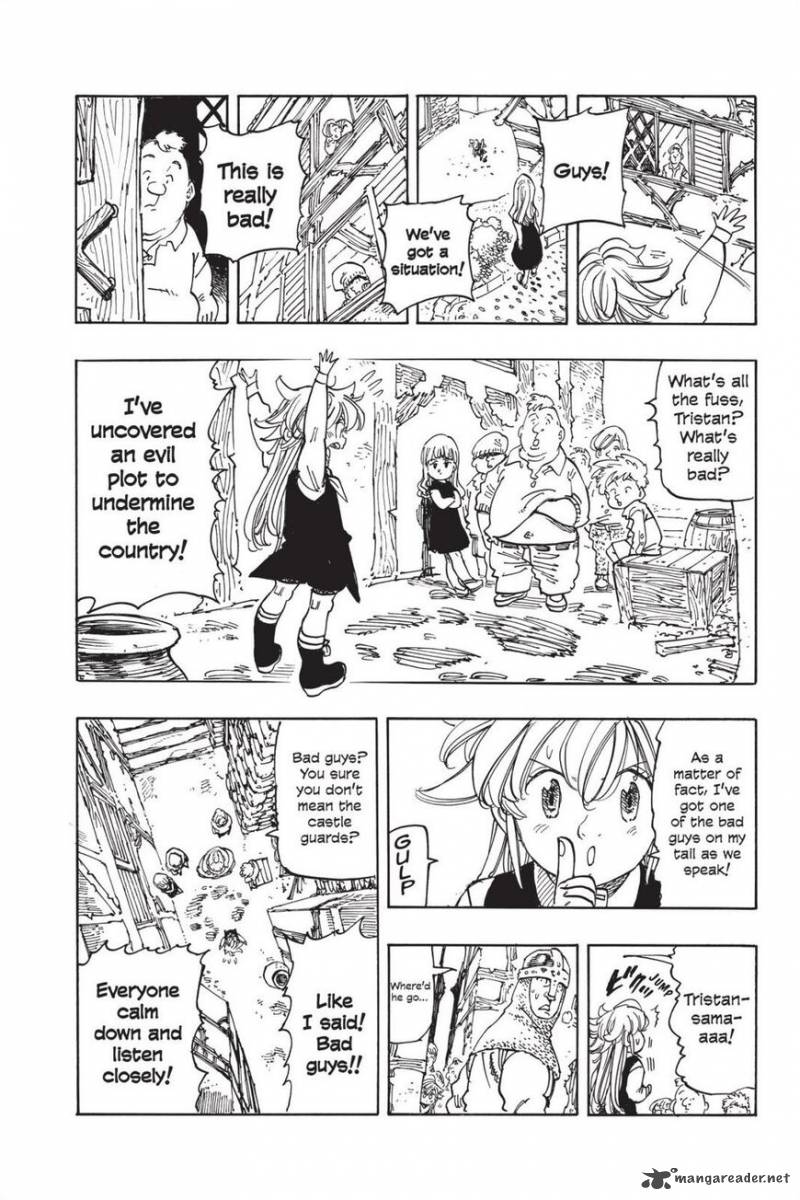 Guys!
We've
got a
situation!
This is
really
bad!
What's all
the fuss,
Tristan?
What's
really
bad?
I've
uncovered
an evil
plot to
undermine
the
country!
As a
matter of
fact, I've
got one
of the bad
guys on my
tail as we
speak!
GULP
Bad guys?
You sure
you don't
mean the
castle
guards?
Like
I said!
Bad
guys!!
Everyone
calm
down and
listen
closely!
Tristan-
sama-
aaa!
JUMP
Where'd
he go...
mangareader.net